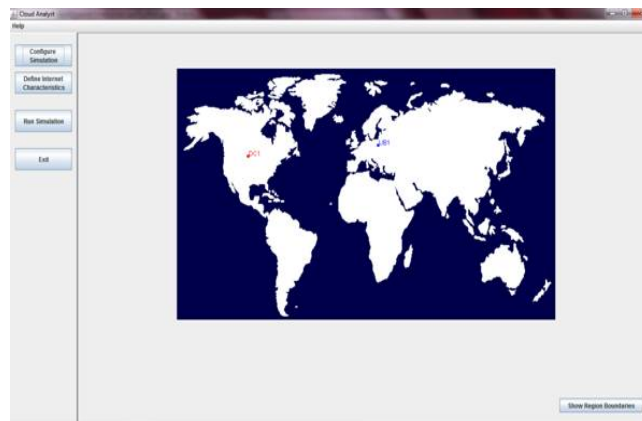 Cloud Analyst
Help
Configure
Simulation
Define Internet
Characteristics
Run Simulation
Exit
DC1
UB1
Show Region Boundaries